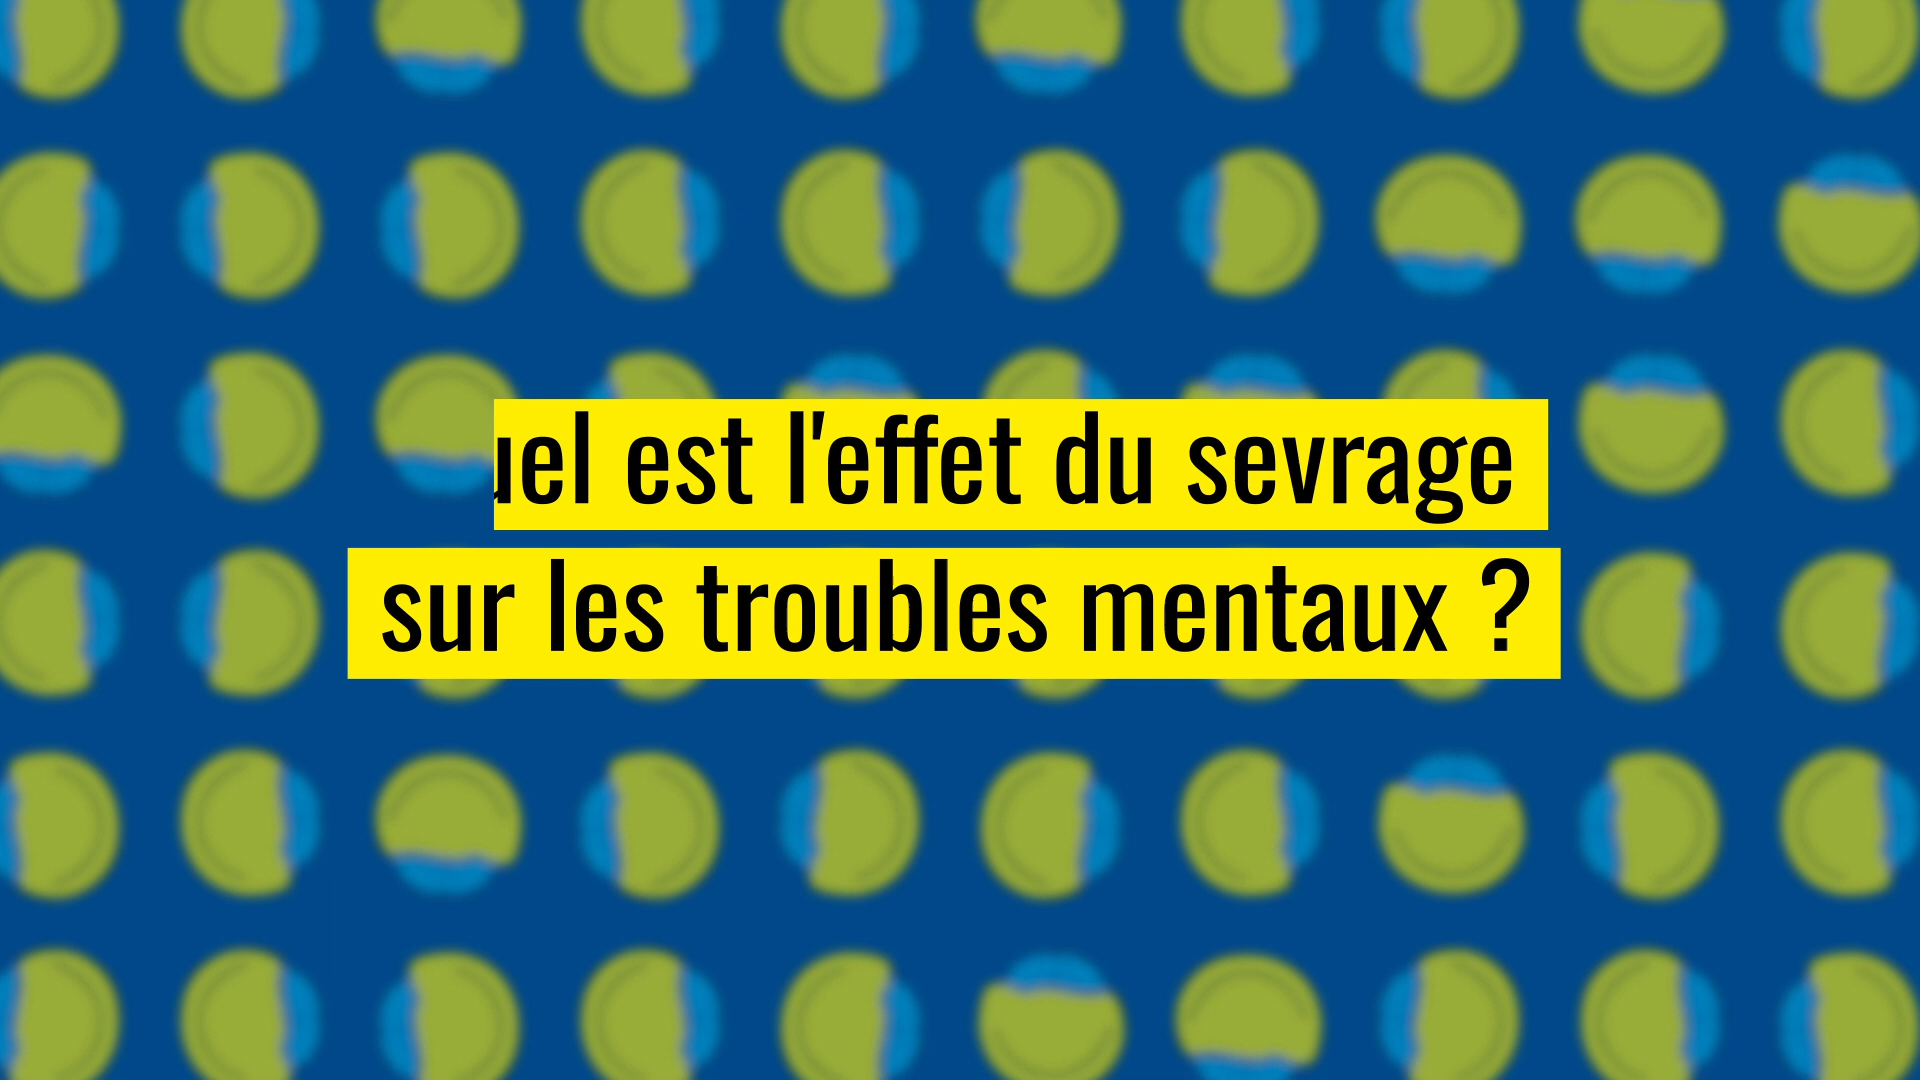 uel est l'effet du sevrage
sur les troubles mentaux ?